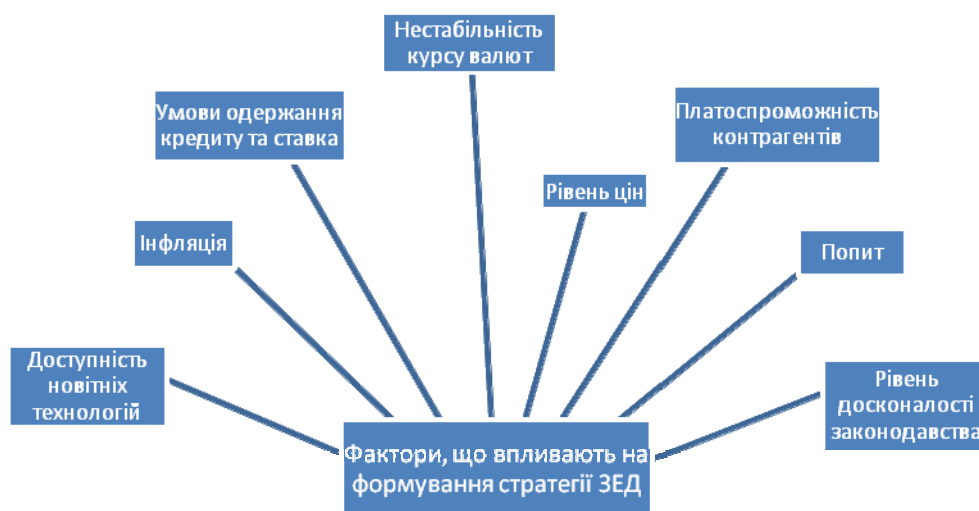 Нестабільність
курсу валют
Умови одержання
кредиту та ставка
Платоспроможність
контрагентів
Рівень цін
Інфляція
Попит
Доступність
новітніх
технологій
Рівень
досконалості
законодавства
Фактори, що впливають на
формування стратегії ЗЕД